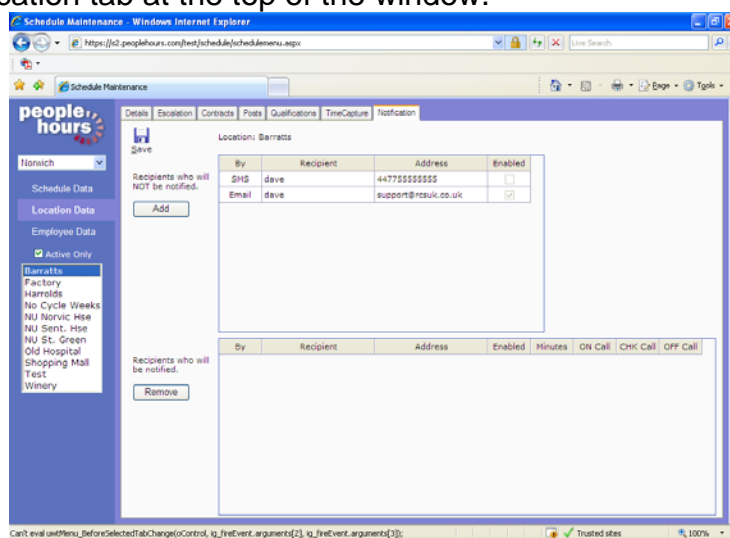 cation tab at the top of the window.
Schedule Maintenance - Windows Internet Explorer
https://s2.peoplehours.com/test/schedule/schedulemenu.aspx
Live Search
Schedule Maintenance
Page
Tools
people hours
Details Escalation Contracts Posts Qualifications TimeCapture Notification
Save
Location: Barratts
Norwich
Schedule Data
Location Data
Employee Data
Active Only
Barratts
Factory
Harrolds
No Cycle Weeks
NU Norvic Hse
NU Sent. Hse
NU St. Green
Old Hospital
Shopping Mall
Test
Winery
Recipients who will
NOT be notified.
Add
By Recipient Address Enabled
SMS dave 447755555555
Email dave support@rcsuk.co.uk
Recipients who will
be notified.
Remove
By Recipient Address Enabled Minutes ON Call CHK Call OFF Call
Can't eval uwtMenu_BeforeSelectedTabChange(oControl, ig_fireEvent.arguments[2], ig_fireEvent.arguments[3]);
Trusted sites
100%